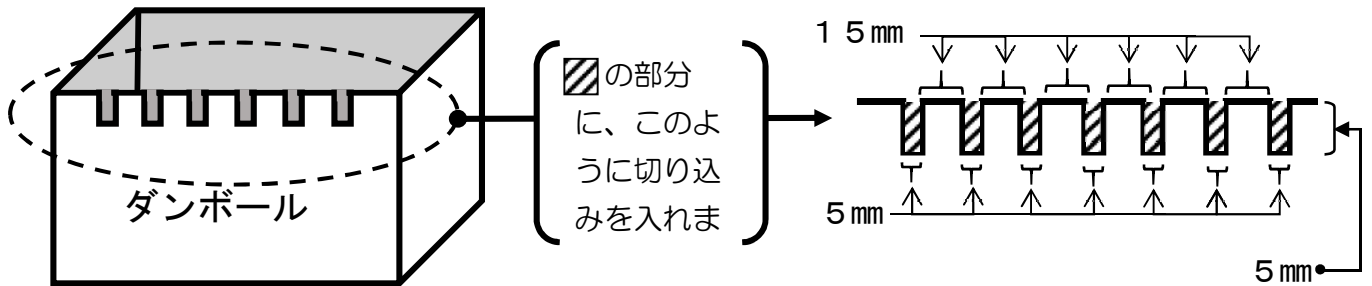 ダンボール
の部分
に、このよ
うに切り込
みを入れま
１５㎜
５㎜
５㎜